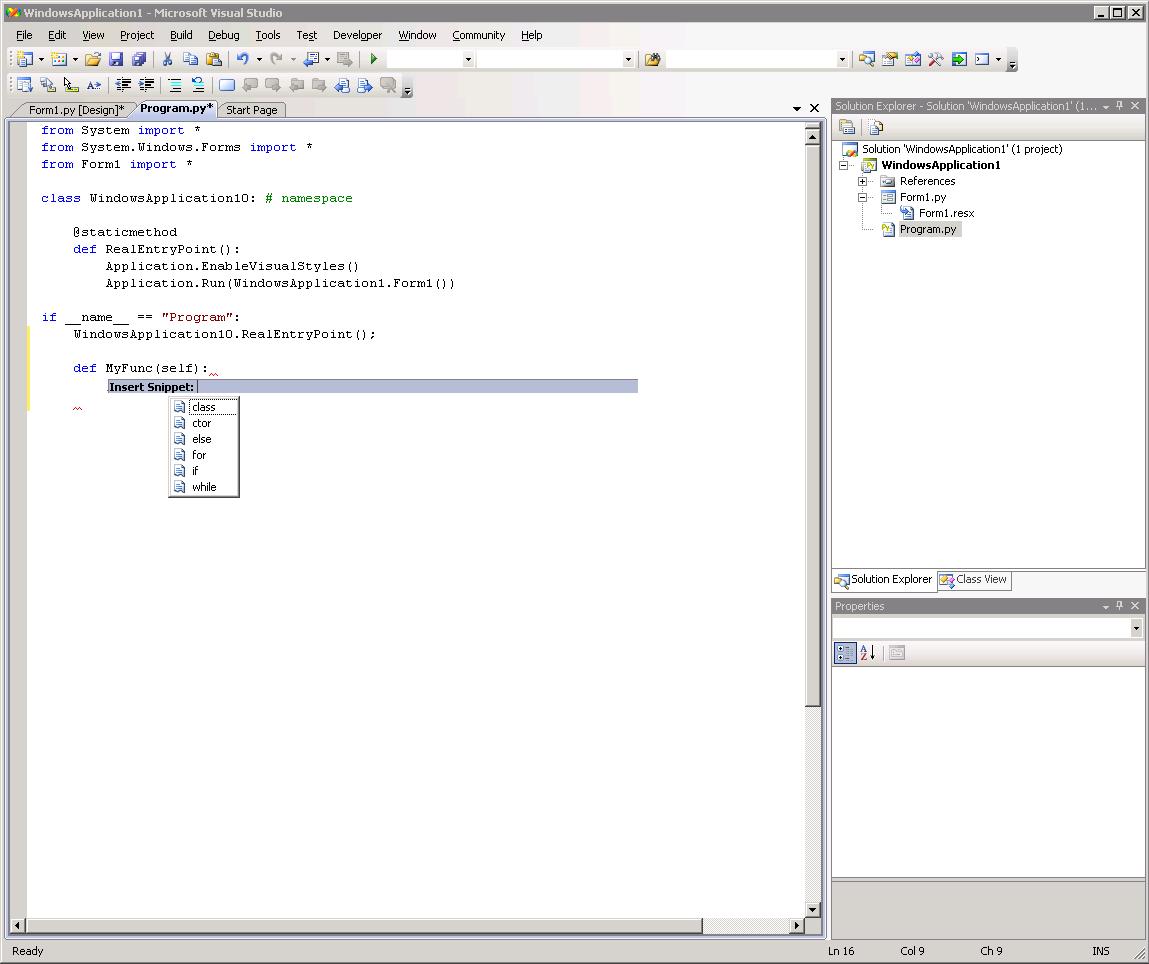 WindowsApplication1 - Microsoft Visual Studio
File Edit View Project Build Debug Tools Test Developer Window Community Help
Form1.py [Design]* Program.py* Start Page
from System import *
from System.Windows.Forms import *
from Form1 import *
class WindowsApplication10: # namespace
@staticmethod
def RealEntryPoint():
Application.EnableVisualStyles()
Application.Run(WindowsApplication1.Form1())
if __name__ == "Program":
WindowsApplication10.RealEntryPoint();
def MyFunc(self):
Insert Snippet:
class
ctor
else
for
if
while
Solution Explorer - Solution 'WindowsApplication1' (1...
Solution 'WindowsApplication1' (1 project)
WindowsApplication1
References
Form1.py
Form1.resx
Program.py
Solution Explorer Class View
Properties
Ready Ln 16 Col 9 Ch 9 INS